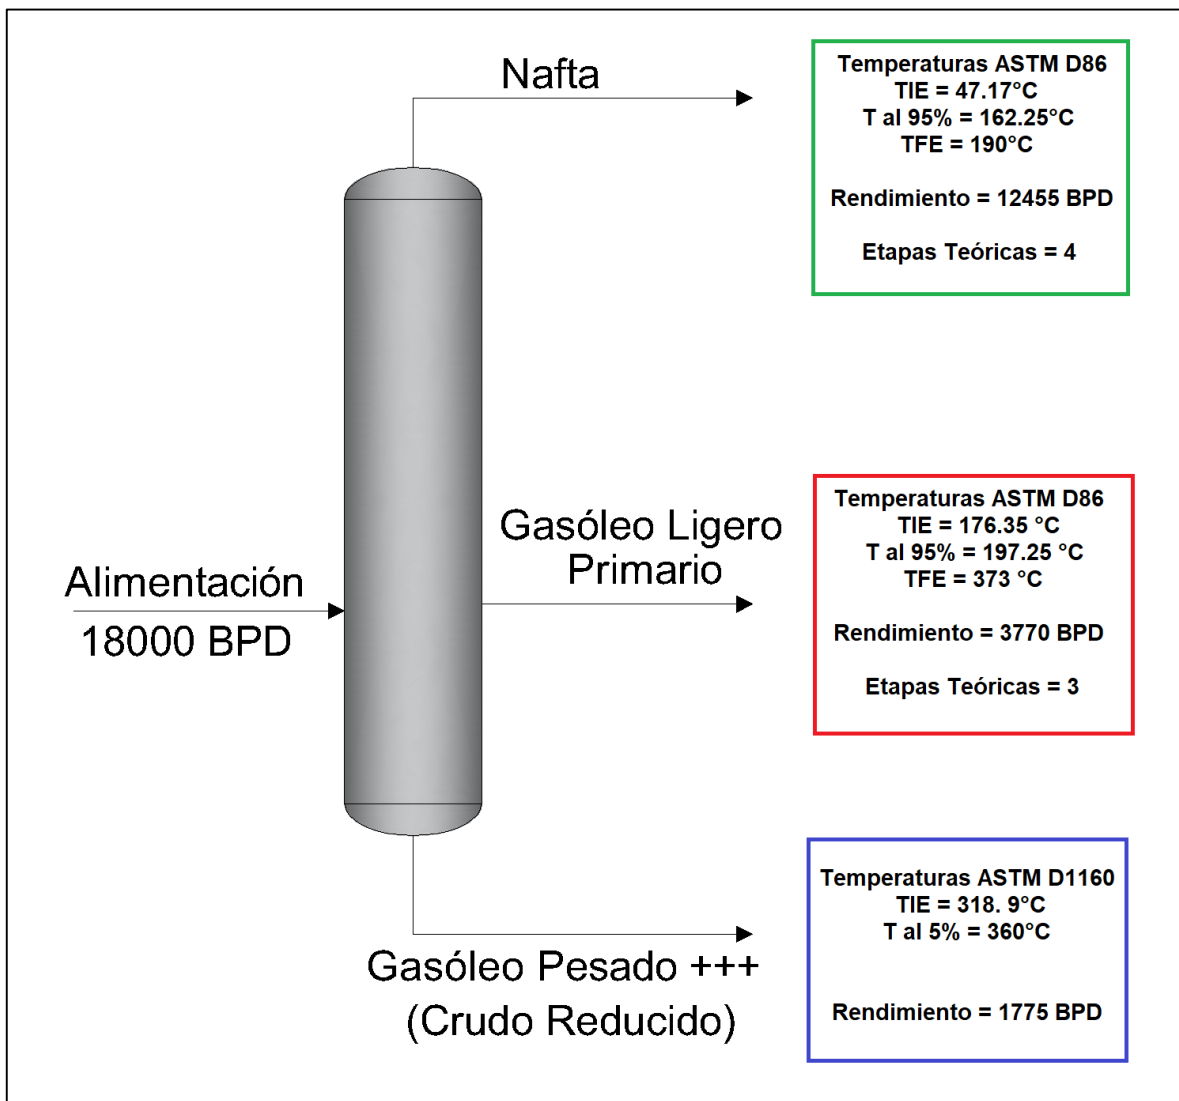 Nafta
Temperaturas ASTM D86
TIE = 47.17°C
T al 95% = 162.25°C
TFE = 190°C
Rendimiento = 12455 BPD
Etapas Teóricas = 4
Alimentación
18000 BPD
Gasóleo Ligero
Primario
Temperaturas ASTM D86
TIE = 176.35 °C
T al 95% = 197.25 °C
TFE = 373 °C
Rendimiento = 3770 BPD
Etapas Teóricas = 3
Gasóleo Pesado +++
(Crudo Reducido)
Temperaturas ASTM D1160
TIE = 318. 9°C
T al 5% = 360°C
Rendimiento = 1775 BPD